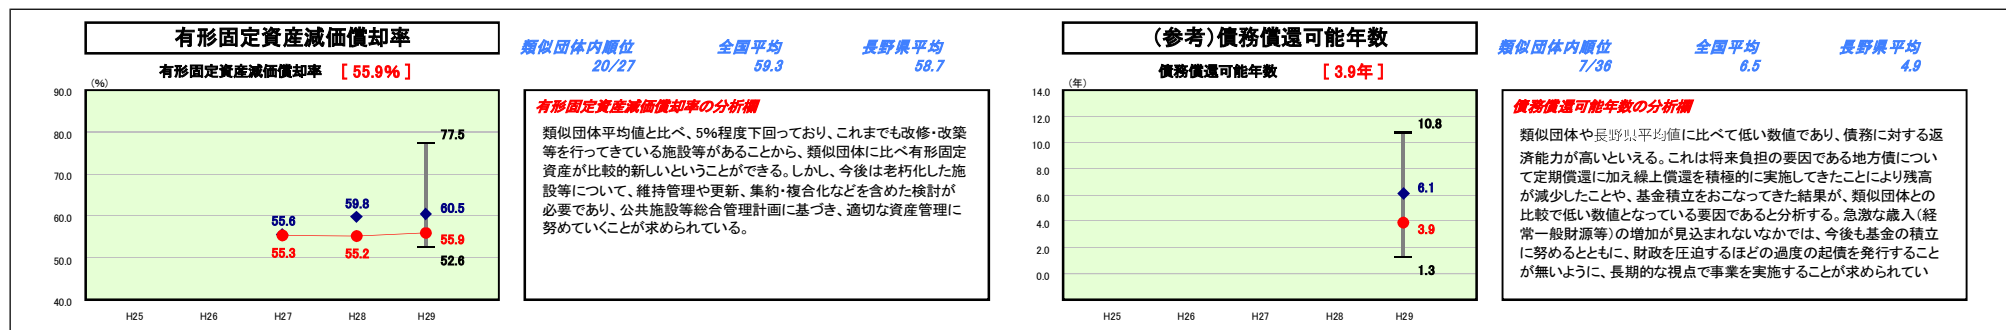 有形固定資産減価償却率
有形固定資産減価償却率 [ 55.9% ]
類似団体内順位 全国平均 長野県平均
20/27 59.3 58.7
(%)
90.0
80.0
70.0
60.0
50.0
40.0
77.5
59.8
60.5
55.6
55.3
55.2
55.9
52.6
H25 H26 H27 H28 H29
有形固定資産減価償却率の分析欄
類似団体平均値と比べ、5%程度下回っており、これまでも改修・改築
等を行ってきている施設等があることから、類似団体に比べ有形固定
資産が比較的新しいということができる。しかし、今後は老朽化した施
設等について、維持管理や更新、集約・複合化などを含めた検討が
必要であり、公共施設等総合管理計画に基づき、適切な資産管理に
努めていくことが求められている。
(参考)債務償還可能年数
債務償還可能年数 [ 3.9年 ]
類似団体内順位 全国平均 長野県平均
7/36 6.5 4.9
(年)
14.0
12.0
10.0
8.0
6.0
4.0
2.0
0.0
10.8
6.1
3.9
1.3
H25 H26 H27 H28 H29
債務償還可能年数の分析欄
類似団体や長野県平均値に比べて低い数値であり、債務に対する返
済能力が高いといえる。これは将来負担の要因である地方債につい
て定期償還に加え繰上償還を積極的に実施してきたことにより残高
が減少したことや、基金積立をおこなってきた結果が、類似団体との
比較で低い数値となっている要因であると分析する。急激な歳入(経
常一般財源等)の増加が見込まれないなかでは、今後も基金の積立
に努めるとともに、財政を圧迫するほどの過度の起債を発行すること
が無いように、長期的な視点で事業を実施することが求められてい